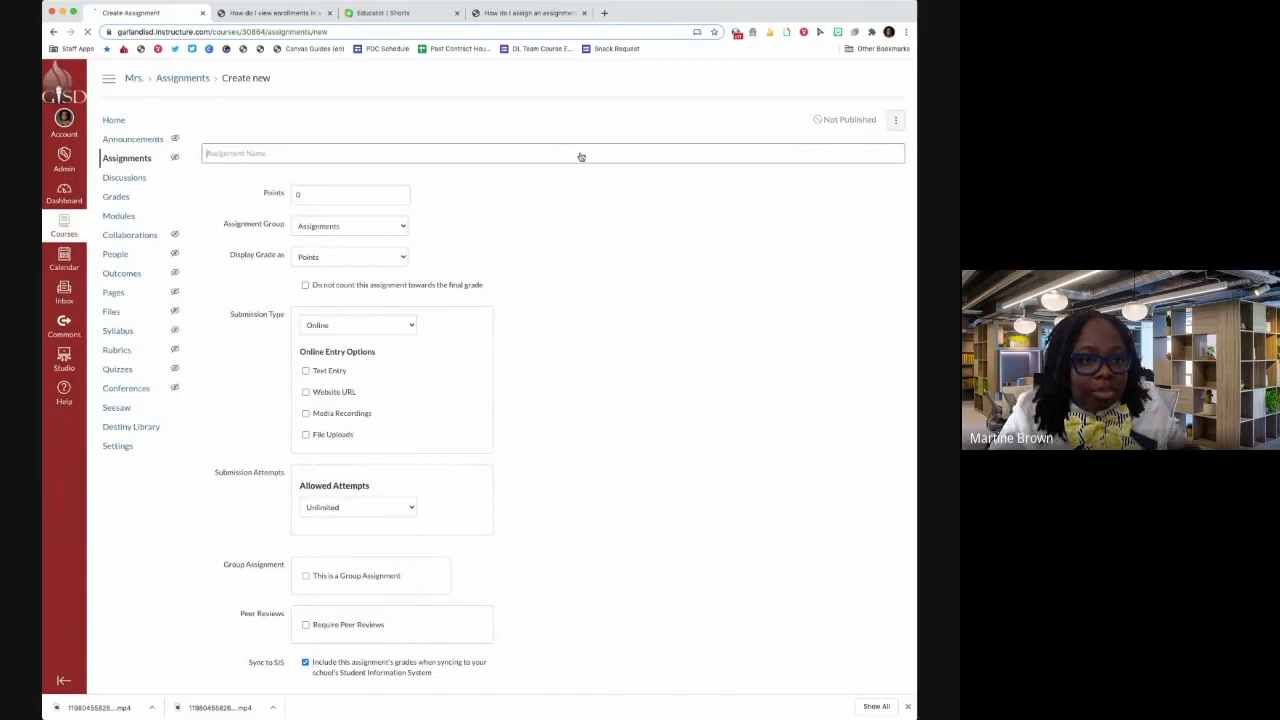 Create Assignment
How do I view enrollments in a
Educator | Shorts
How do I assign an assignmen
garlandisd.instructure.com/courses/30864/assignments/new
Staff Apps
Canvas Guides (en)
PDC Schedule
Past Contract Hou...
DL Team Course E...
Snack Request
Other Bookmarks
GISD
Account
Admin
Dashboard
Courses
Calendar
Inbox
Commons
Studio
Help
Mrs. › Assignments › Create new
Home
Announcements
Assignments
Discussions
Grades
Modules
Collaborations
People
Outcomes
Pages
Files
Syllabus
Rubrics
Quizzes
Conferences
Seesaw
Destiny Library
Settings
Not Published
Assignment Name
Points
0
Assignment Group
Assignments
Display Grade as
Points
Do not count this assignment towards the final grade
Submission Type
Online
Online Entry Options
Text Entry
Website URL
Media Recordings
File Uploads
Submission Attempts
Allowed Attempts
Unlimited
Group Assignment
This is a Group Assignment
Peer Reviews
Require Peer Reviews
Sync to SIS
Include this assignment's grades when syncing to your
school's Student Information System
11980455826....mp4
11980455826....mp4
Show All
Martine Brown